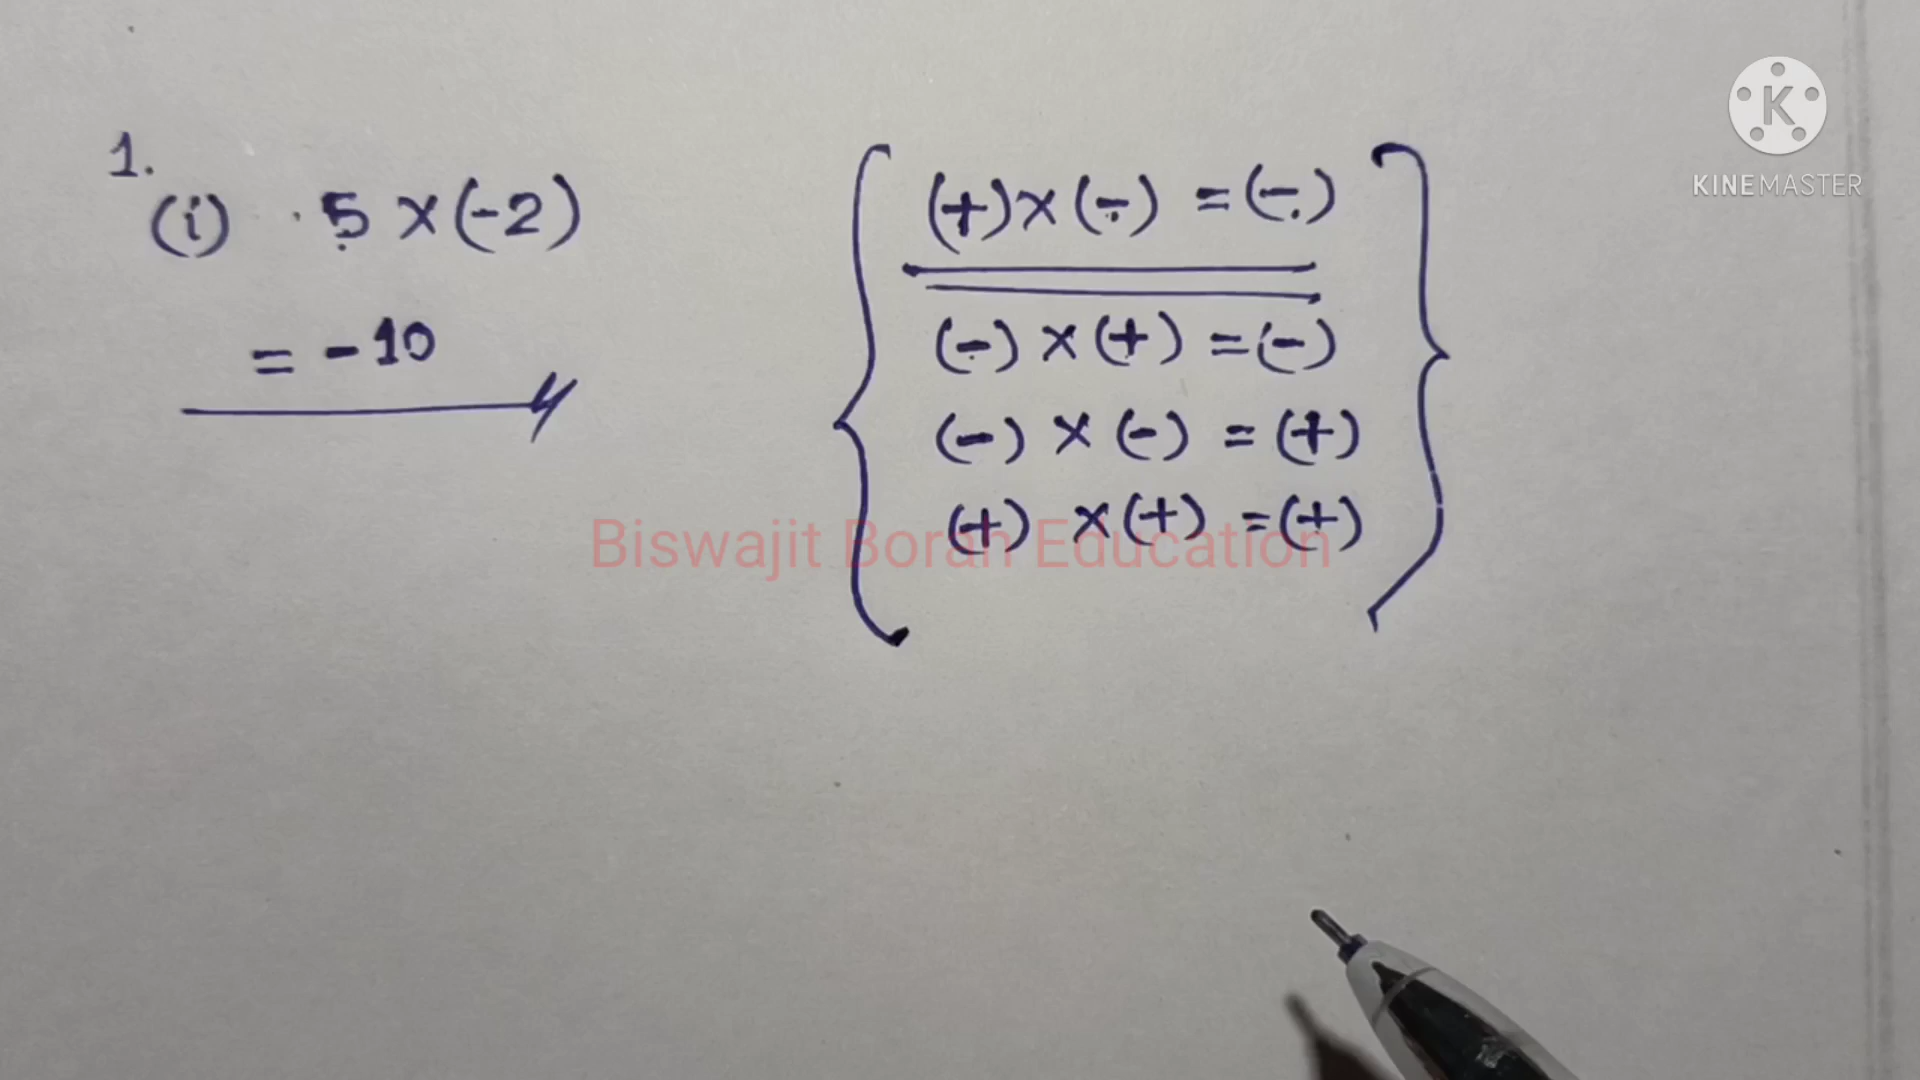 1.
(i) 5 × (-2)
= -10
(+) × (-) = (-)
(-) × (+) = (-)
(-) × (-) = (+)
(+) × (+) = (+)
Biswajit Borah Education
K
KINEMASTER